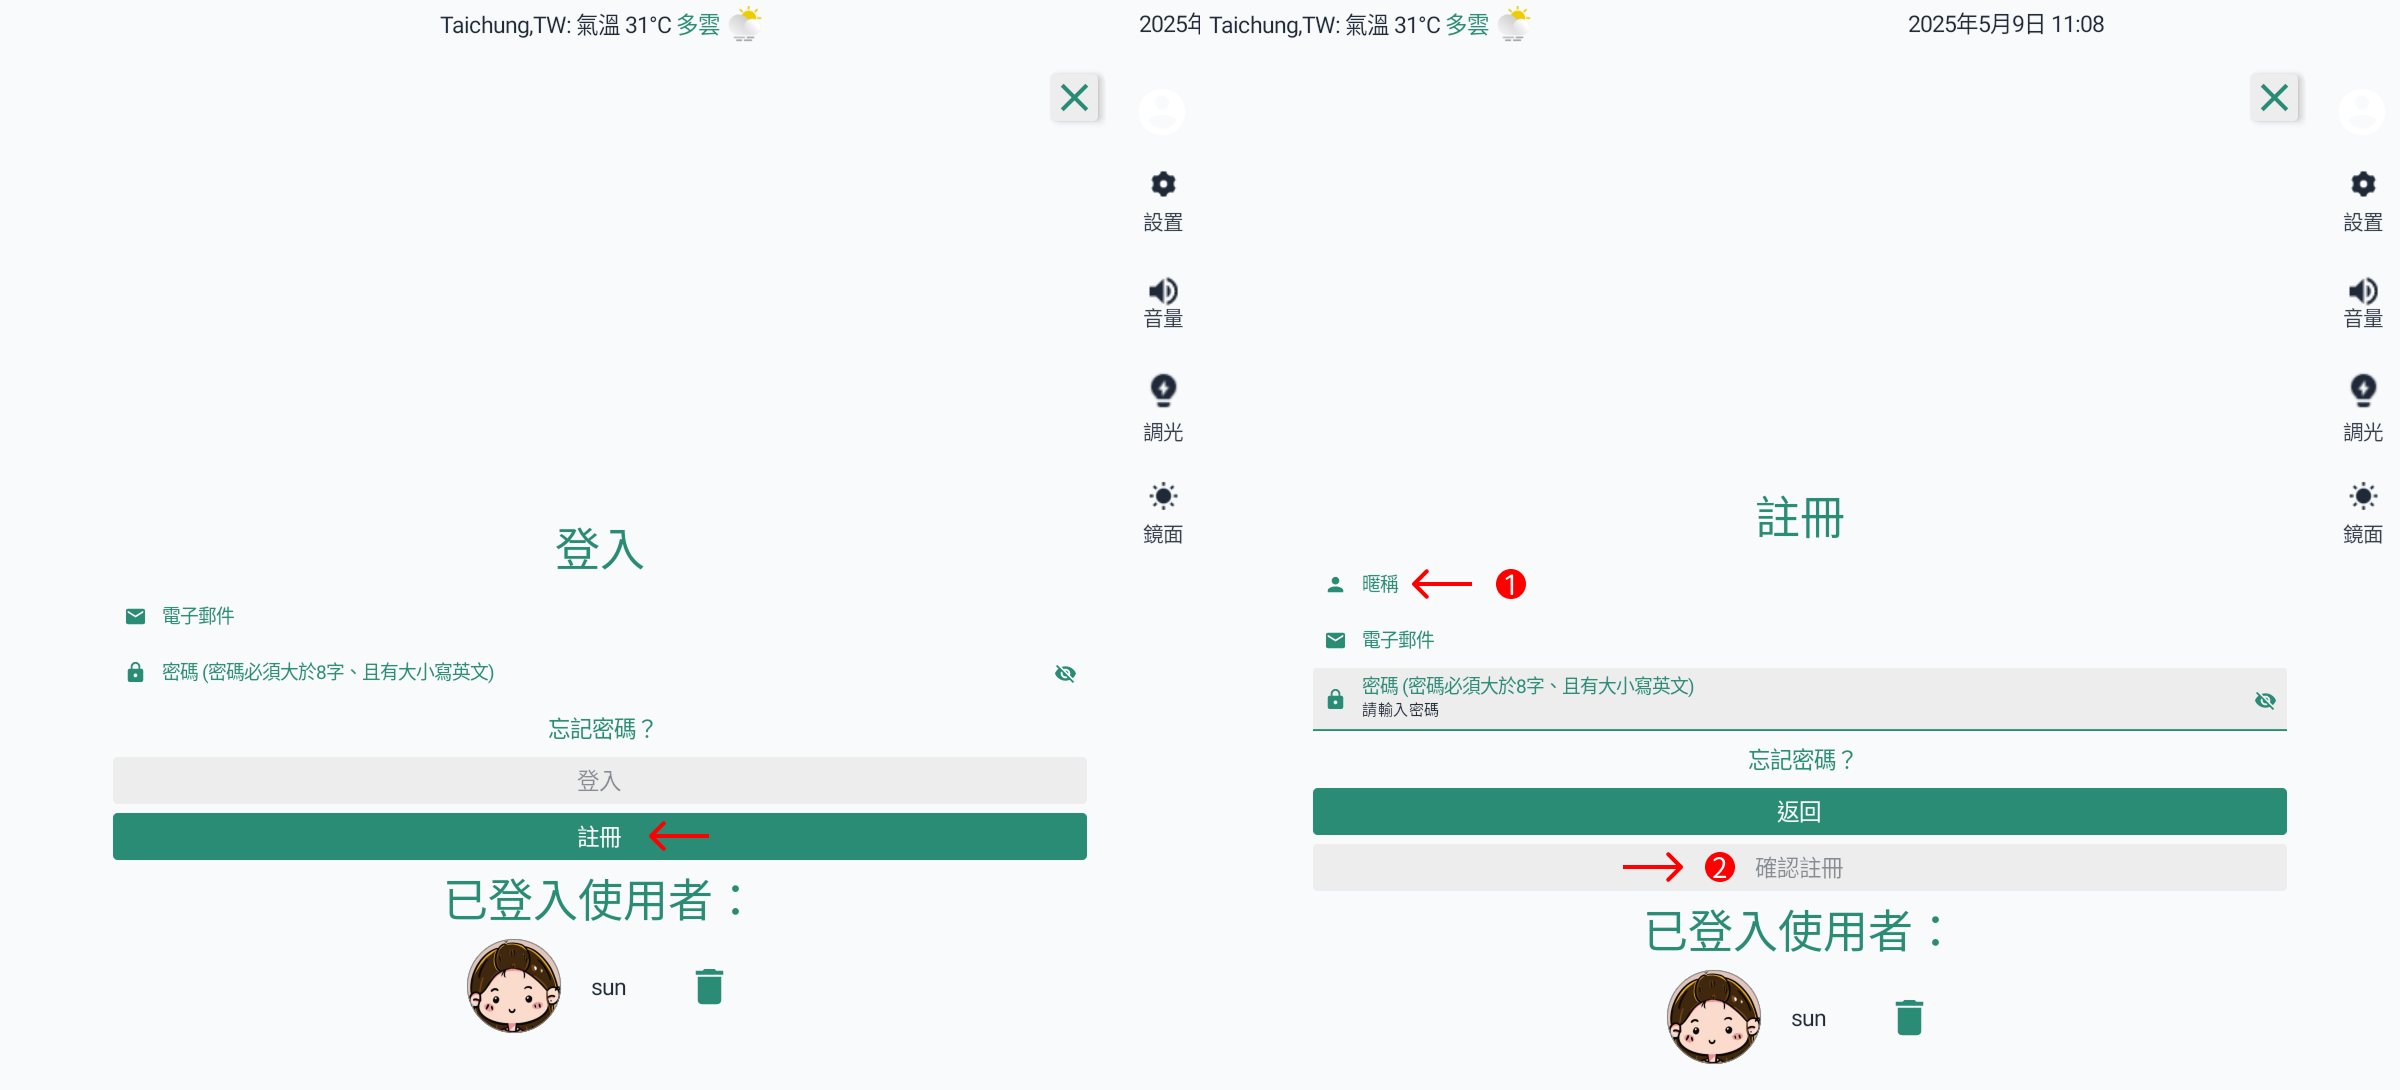 Taichung,TW: 氣溫 31°C 多雲
2025年
設置
音量
調光
鏡面
登入
電子郵件
密碼 (密碼必須大於8字、且有大小寫英文)
忘記密碼？
登入
註冊
已登入使用者：
sun
Taichung,TW: 氣溫 31°C 多雲
2025年5月9日 11:08
設置
音量
調光
鏡面
註冊
暱稱 1
電子郵件
密碼 (密碼必須大於8字、且有大小寫英文)
請輸入密碼
忘記密碼？
返回
2 確認註冊
已登入使用者：
sun